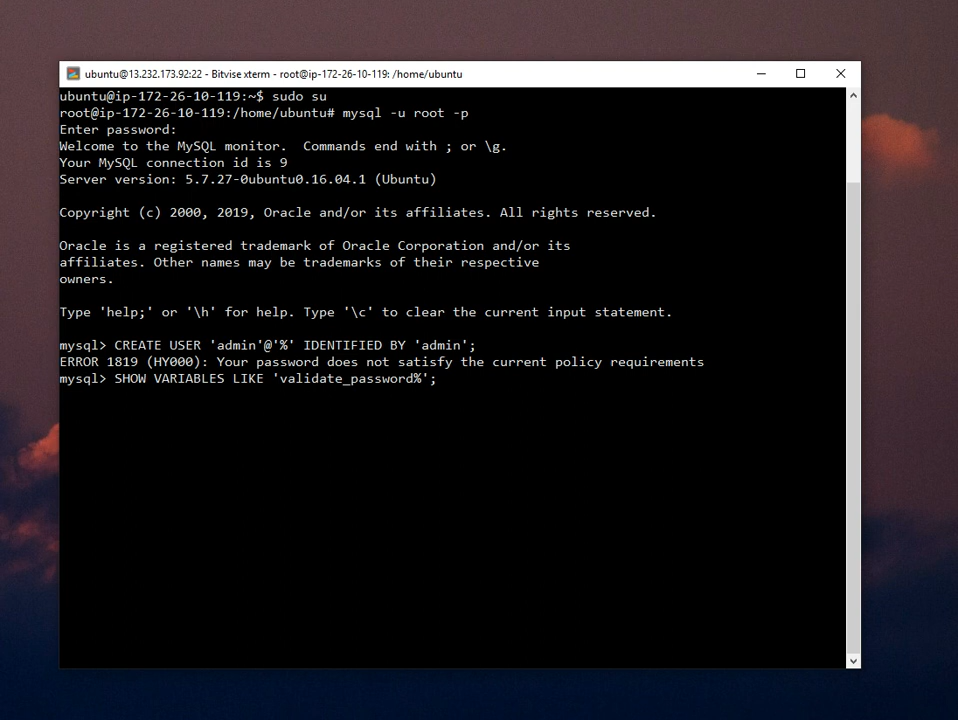 ubuntu@13.232.173.92:22 - Bitvise xterm - root@ip-172-26-10-119: /home/ubuntu
ubuntu@ip-172-26-10-119:~$ sudo su
root@ip-172-26-10-119:/home/ubuntu# mysql -u root -p
Enter password:
Welcome to the MySQL monitor.  Commands end with ; or \g.
Your MySQL connection id is 9
Server version: 5.7.27-0ubuntu0.16.04.1 (Ubuntu)
Copyright (c) 2000, 2019, Oracle and/or its affiliates. All rights reserved.
Oracle is a registered trademark of Oracle Corporation and/or its
affiliates. Other names may be trademarks of their respective
owners.
Type 'help;' or '\h' for help. Type '\c' to clear the current input statement.
mysql> CREATE USER 'admin'@'%' IDENTIFIED BY 'admin';
ERROR 1819 (HY000): Your password does not satisfy the current policy requirements
mysql> SHOW VARIABLES LIKE 'validate_password%';